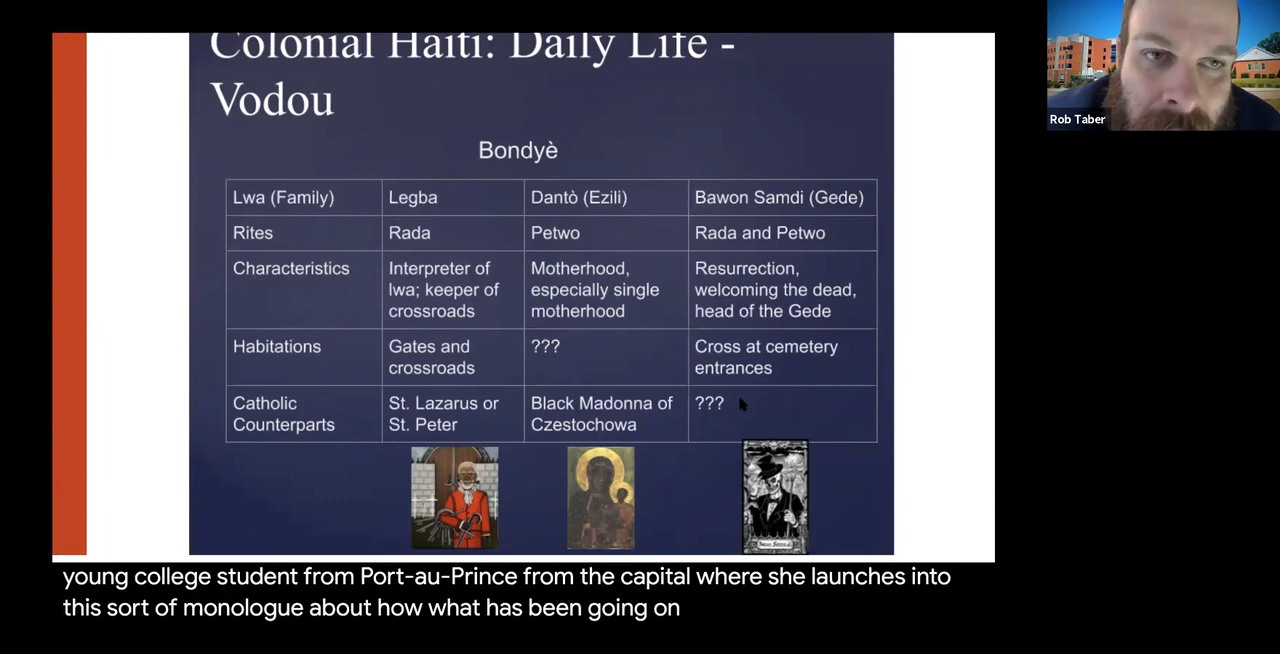 Colonial Haiti: Daily Life -
Vodou
Bondyè
Lwa (Family)
Legba
Dantò (Ezili)
Bawon Samdi (Gede)
Rites
Rada
Petwo
Rada and Petwo
Characteristics
Interpreter of
lwa; keeper of
crossroads
Motherhood,
especially single
motherhood
Resurrection,
welcoming the dead,
head of the Gede
Habitations
Gates and
crossroads
???
Cross at cemetery
entrances
Catholic
Counterparts
St. Lazarus or
St. Peter
Black Madonna of
Czestochowa
???
Rob Taber
young college student from Port-au-Prince from the capital where she launches into
this sort of monologue about how what has been going on